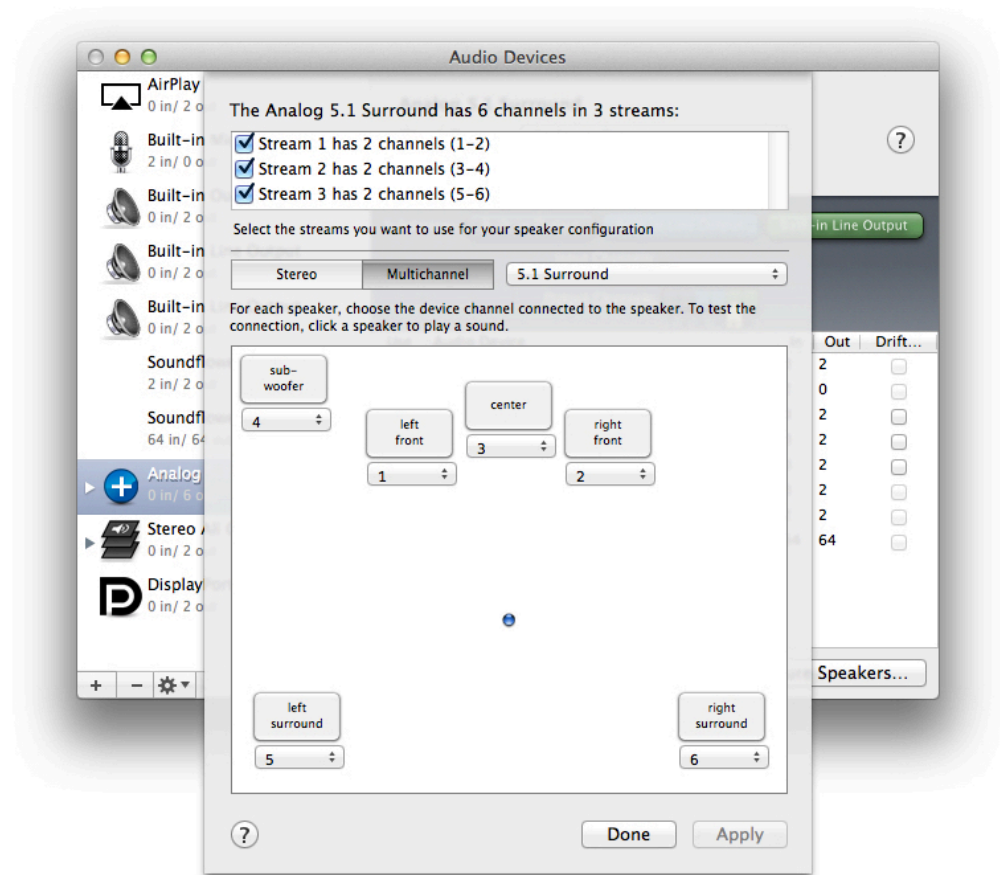 Audio Devices
AirPlay
0 in/ 2 o
Built-in
2 in/ 0 o
Built-in
0 in/ 2 o
Built-in
0 in/ 2 o
Built-in
0 in/ 2 o
Soundfl
2 in/ 2 o
Soundfl
64 in/ 64
Analog
0 in/ 6 o
Stereo
0 in/ 2 o
Display
0 in/ 2 o
+ −
The Analog 5.1 Surround has 6 channels in 3 streams:
Stream 1 has 2 channels (1-2)
Stream 2 has 2 channels (3-4)
Stream 3 has 2 channels (5-6)
Select the streams you want to use for your speaker configuration
Stereo Multichannel 5.1 Surround
For each speaker, choose the device channel connected to the speaker. To test the
connection, click a speaker to play a sound.
sub-
woofer
4
left
front
1
center
3
right
front
2
left
surround
5
right
surround
6
? Done Apply
?
-in Line Output
Out Drift...
2
0
2
2
2
2
2
64
Speakers...